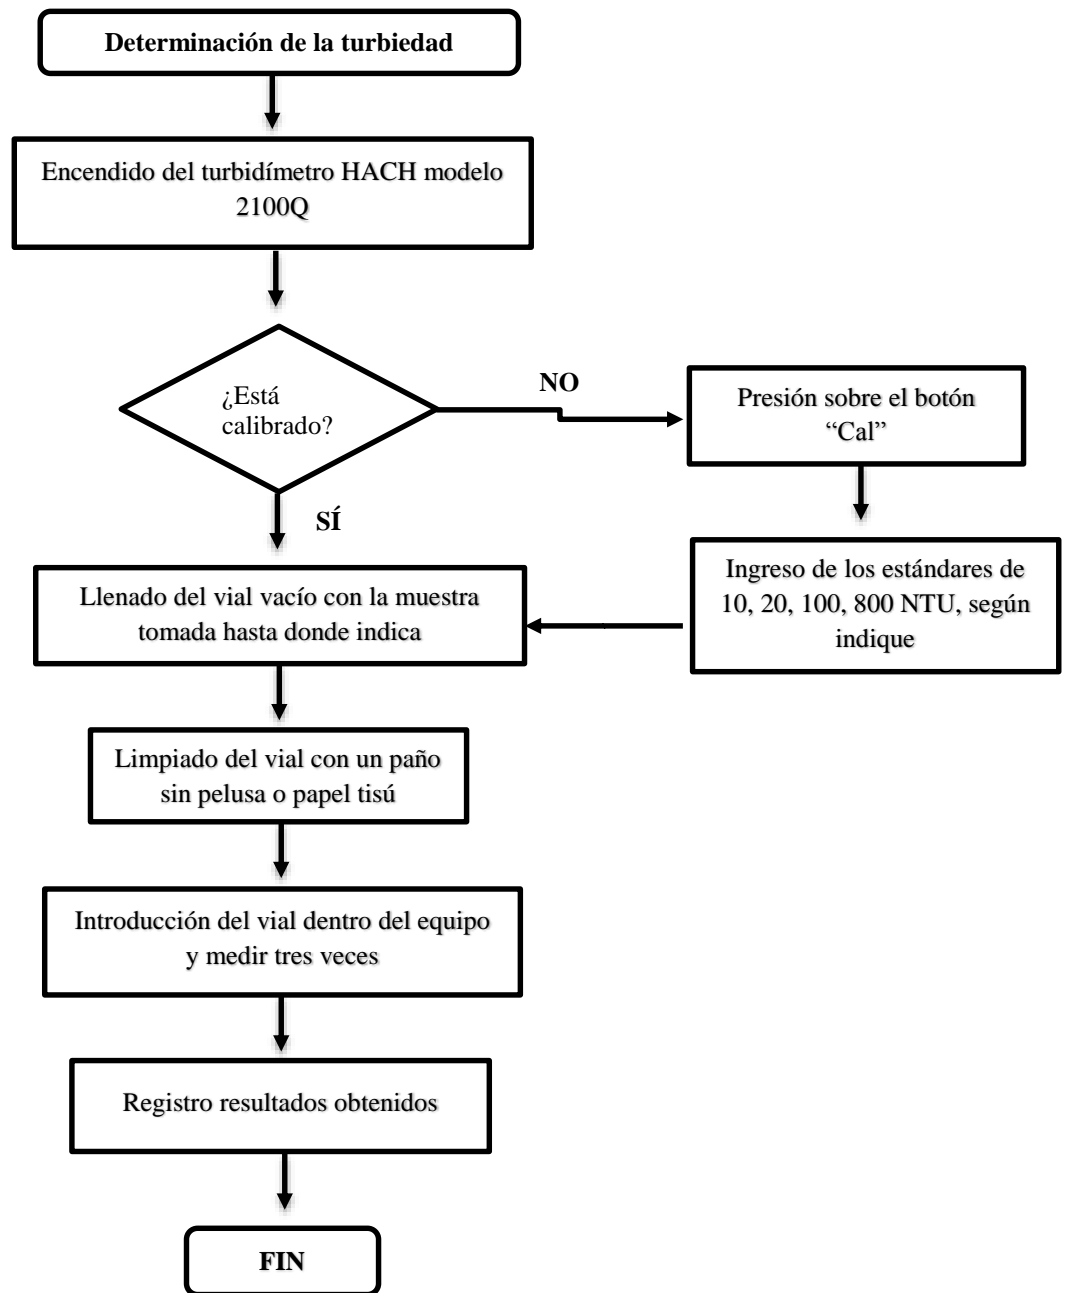 Determinación de la turbiedad
Encendido del turbidímetro HACH modelo
2100Q
¿Está
calibrado?
NO
Presión sobre el botón
“Cal”
Ingreso de los estándares de
10, 20, 100, 800 NTU, según
indique
SÍ
Llenado del vial vacío con la muestra
tomada hasta donde indica
Limpiado del vial con un paño
sin pelusa o papel tisú
Introducción del vial dentro del equipo
y medir tres veces
Registro resultados obtenidos
FIN